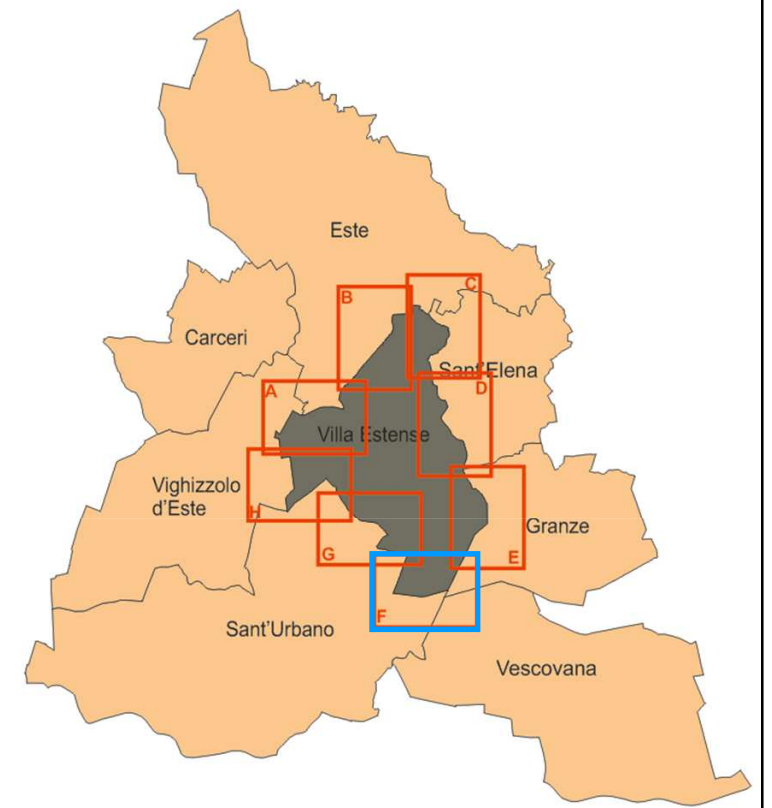 Este
B
C
Carceri
Sant'Elena
D
A
Villa Estense
Vighizzolo
d'Este
H
Granze
G
E
F
Sant'Urbano
Vescovana